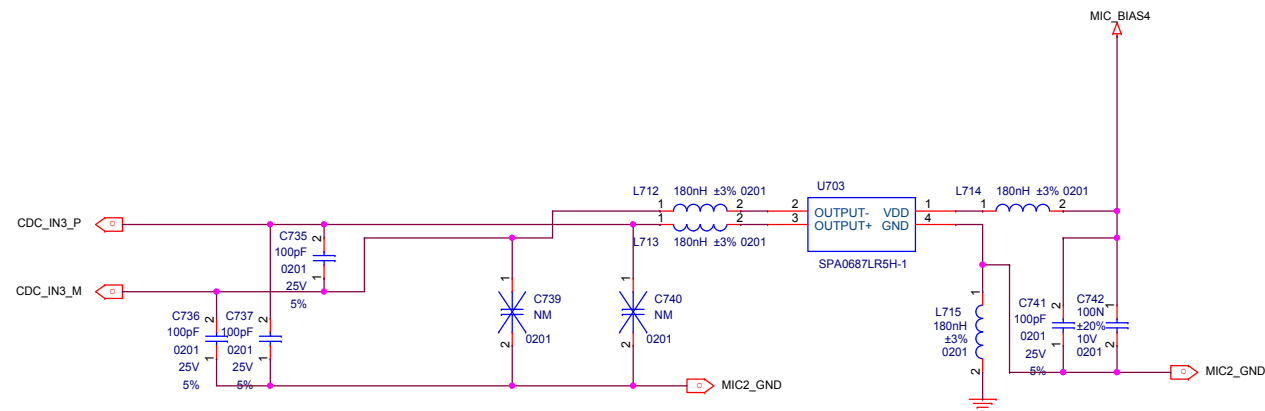 MIC_BIAS4
L712 180nH ±3% 0201
U703
L714 180nH ±3% 0201
1 2 2 OUTPUT- VDD 1 1 2
CDC_IN3_P
1 2 3 OUTPUT+ GND 4
L713 180nH ±3% 0201
SPA0687LR5H-1
C735
100pF
0201
25V
5%
2
1
CDC_IN3_M
C736
100pF
0201
25V
5%
2
1
C737
100pF
0201
25V
5%
2
1
C739
NM
0201
1
2
C740
NM
0201
1
2
L715
180nH
±3%
0201
1
2
C741
100pF
0201
25V
5%
2
1
C742
100N
±20%
10V
0201
1
2
MIC2_GND
MIC2_GND